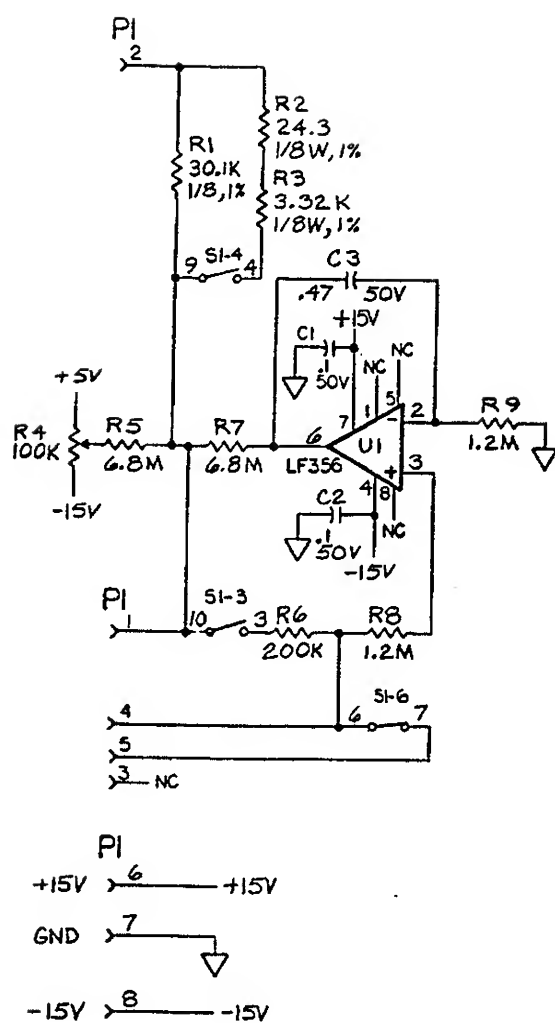 P1
2
R1
30.1K
1/8, 1%
R2
24.3
1/8W, 1%
R3
3.32K
1/8W, 1%
9 S1-4 4
C3
.47 50V
+15V
C1
.1
50V
NC
NC
7 1 5
- 2
R9
1.2M
+5V
R4
100K
-15V
R5
6.8M
R7
6.8M
6
U1
LF356
+ 3
4 8
NC
C2
.1
50V
-15V
P1
1
10 S1-3 3
R6
200K
R8
1.2M
S1-6
6 7
4
5
3 NC
P1
+15V 6 +15V
GND 7
-15V 8 -15V